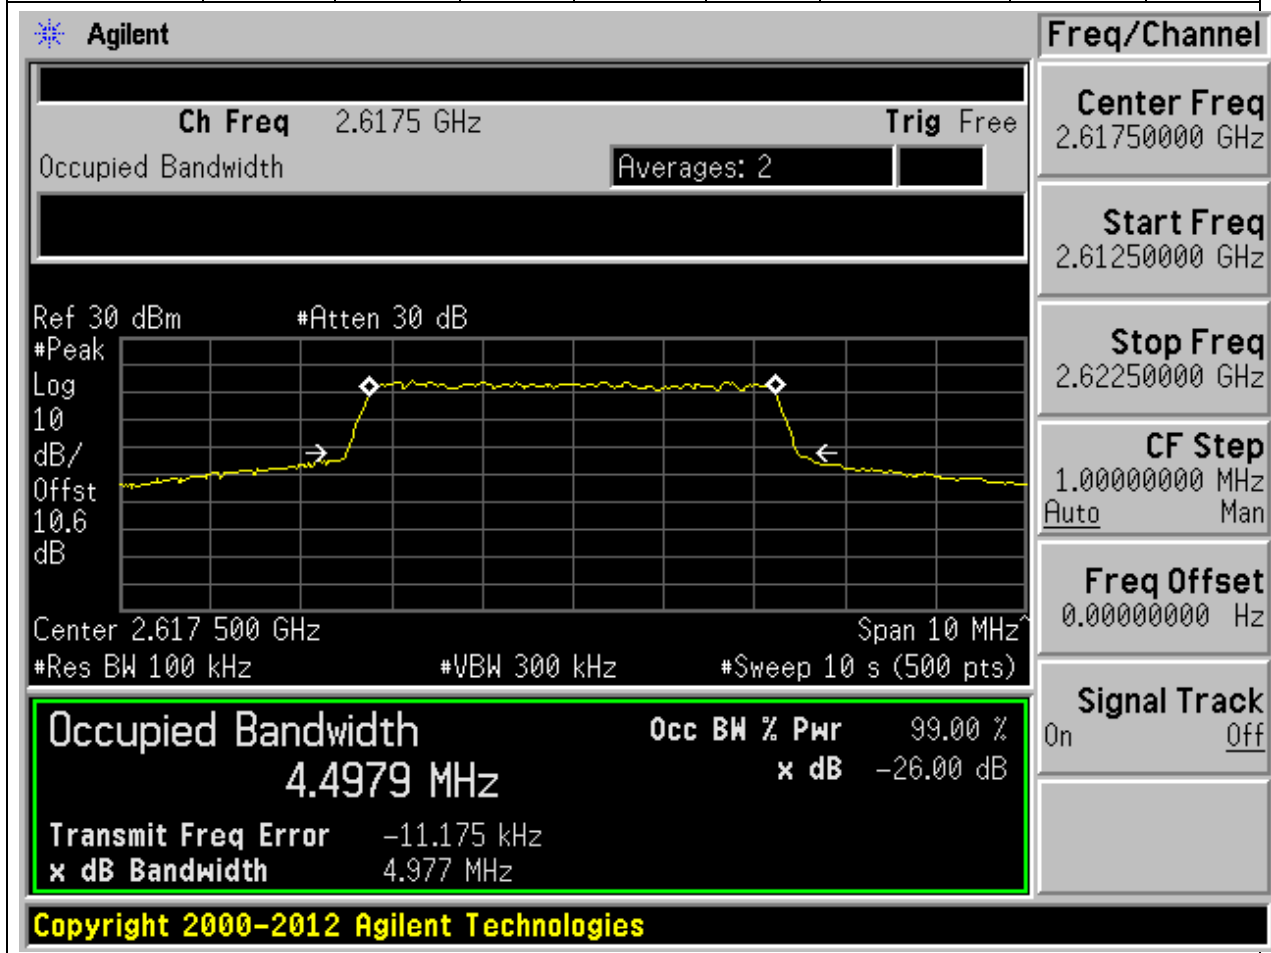 Agilent
Freq/Channel
Ch Freq 2.6175 GHz Trig Free
Occupied Bandwidth Averages: 2
Center Freq
2.61750000 GHz
Start Freq
2.61250000 GHz
Stop Freq
2.62250000 GHz
CF Step
1.00000000 MHz
Auto Man
Freq Offset
0.00000000 Hz
Signal Track
On Off
Ref 30 dBm #Atten 30 dB
#Peak
Log
10
dB/
Offst
10.6
dB
Center 2.617 500 GHz Span 10 MHz^
#Res BW 100 kHz #VBW 300 kHz #Sweep 10 s (500 pts)
Occupied Bandwidth Occ BW % Pwr 99.00 %
4.4979 MHz x dB -26.00 dB
Transmit Freq Error -11.175 kHz
x dB Bandwidth 4.977 MHz
Copyright 2000-2012 Agilent Technologies